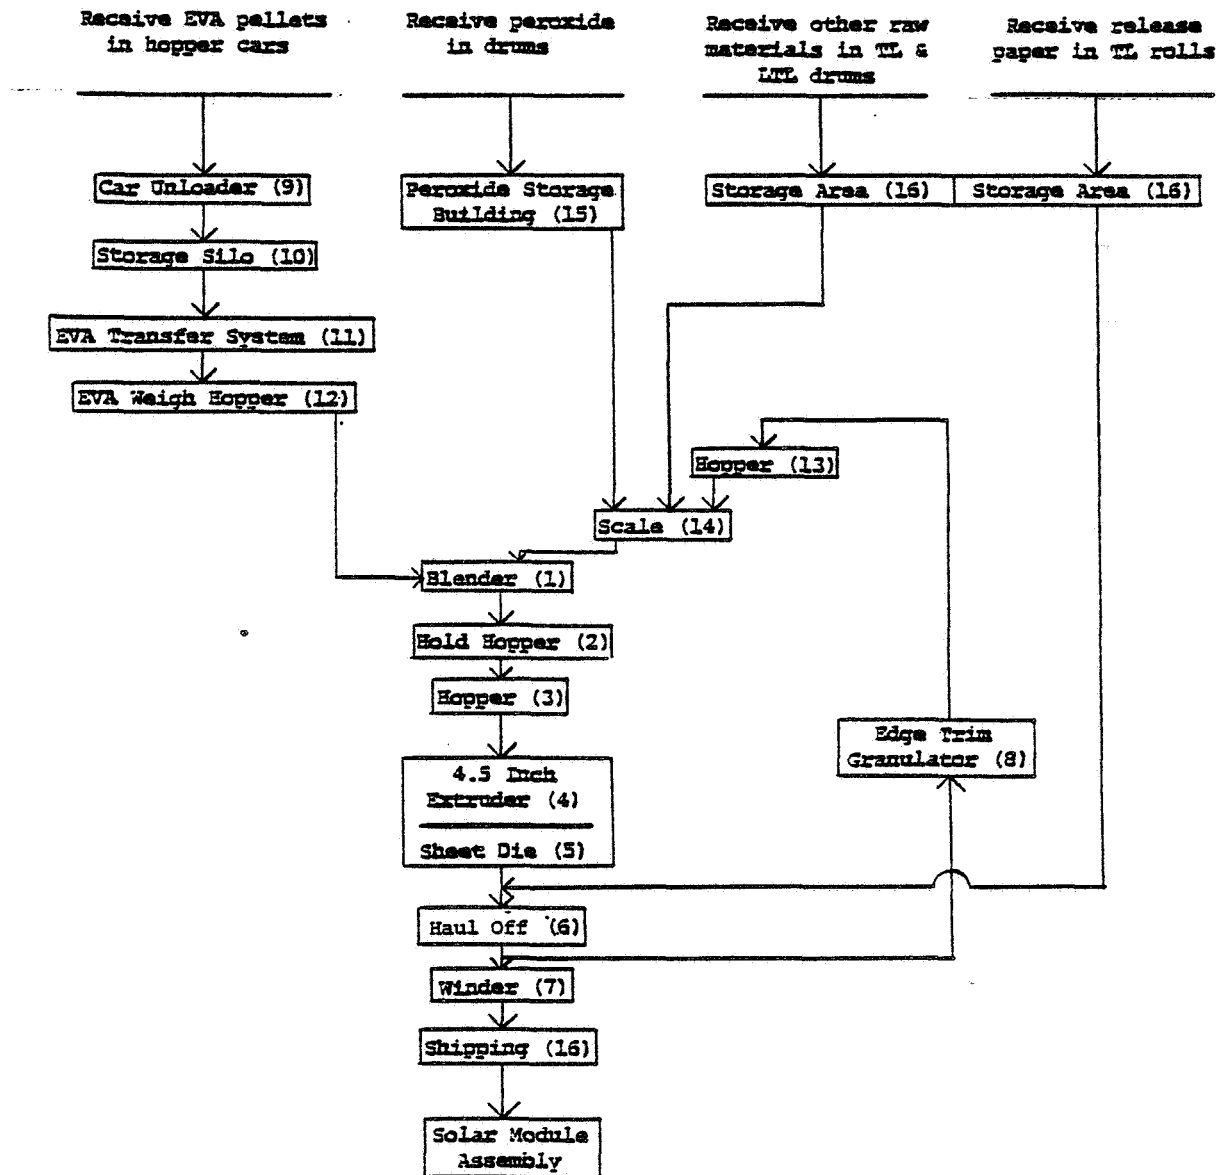 Receive EVA pellets
in hopper cars
Receive peroxide
in drums
Receive other raw
materials in TL &
LTL drums
Receive release
paper in TL rolls
Car Unloader (9)
Peroxide Storage
Building (15)
Storage Area (16)
Storage Area (16)
Storage Silo (10)
EVA Transfer System (11)
EVA Weigh Hopper (12)
Hopper (13)
Scale (14)
Blender (1)
Hold Hopper (2)
Hopper (3)
Edge Trim
Granulator (8)
4.5 Inch
Extruder (4)
Sheet Die (5)
Haul Off (6)
Winder (7)
Shipping (16)
Solar Module
Assembly